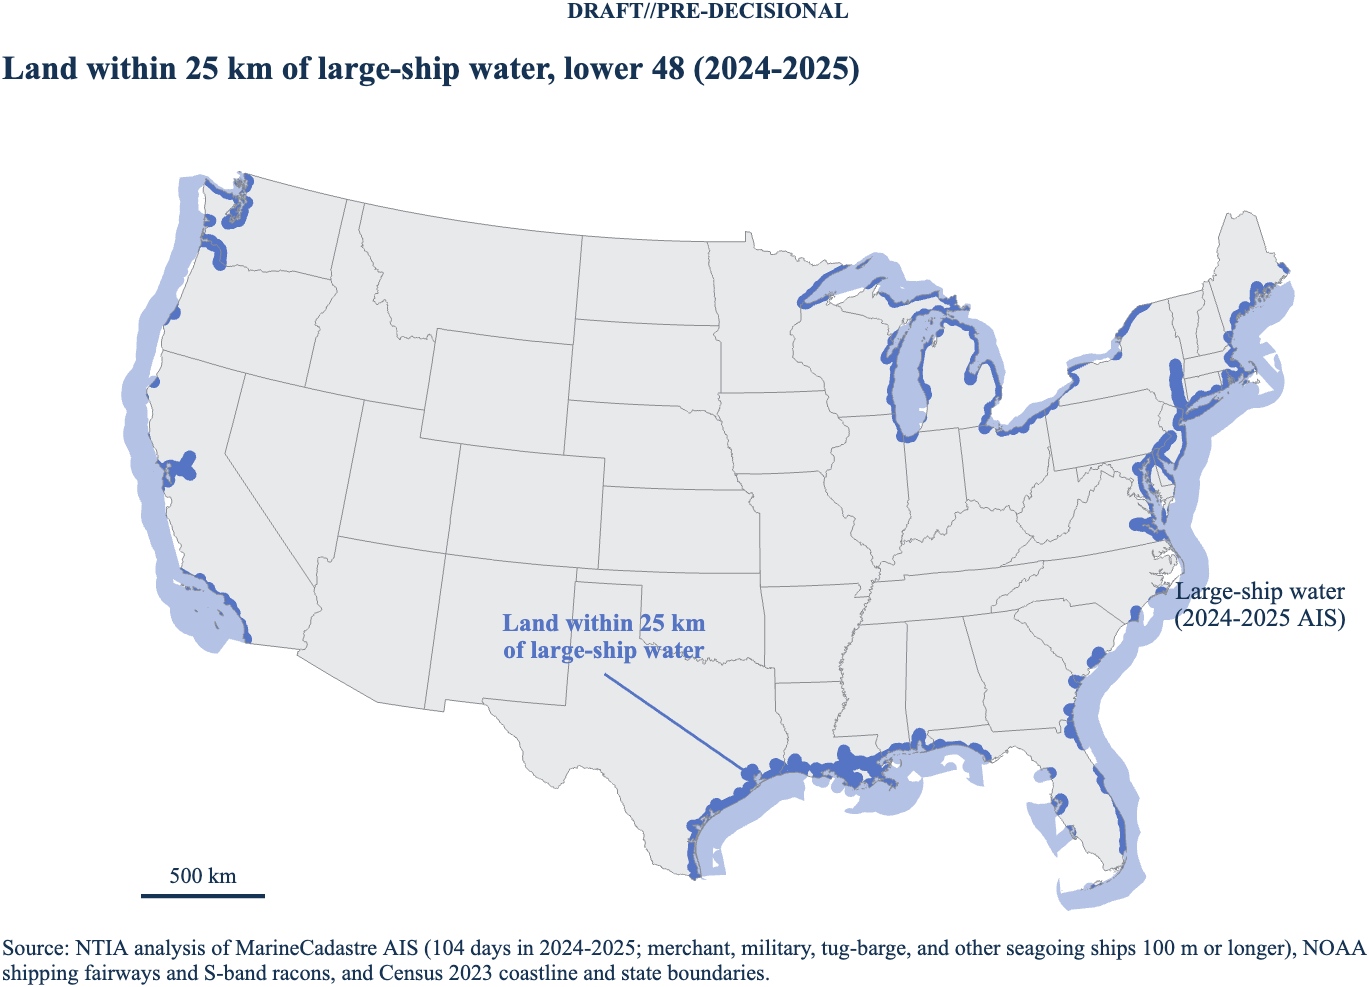 DRAFT//PRE-DECISIONAL
Land within 25 km of large-ship water, lower 48 (2024-2025)
Large-ship water
(2024-2025 AIS)
Land within 25 km
of large-ship water
500 km
Source: NTIA analysis of MarineCadastre AIS (104 days in 2024-2025; merchant, military, tug-barge, and other seagoing ships 100 m or longer), NOAA
shipping fairways and S-band racons, and Census 2023 coastline and state boundaries.